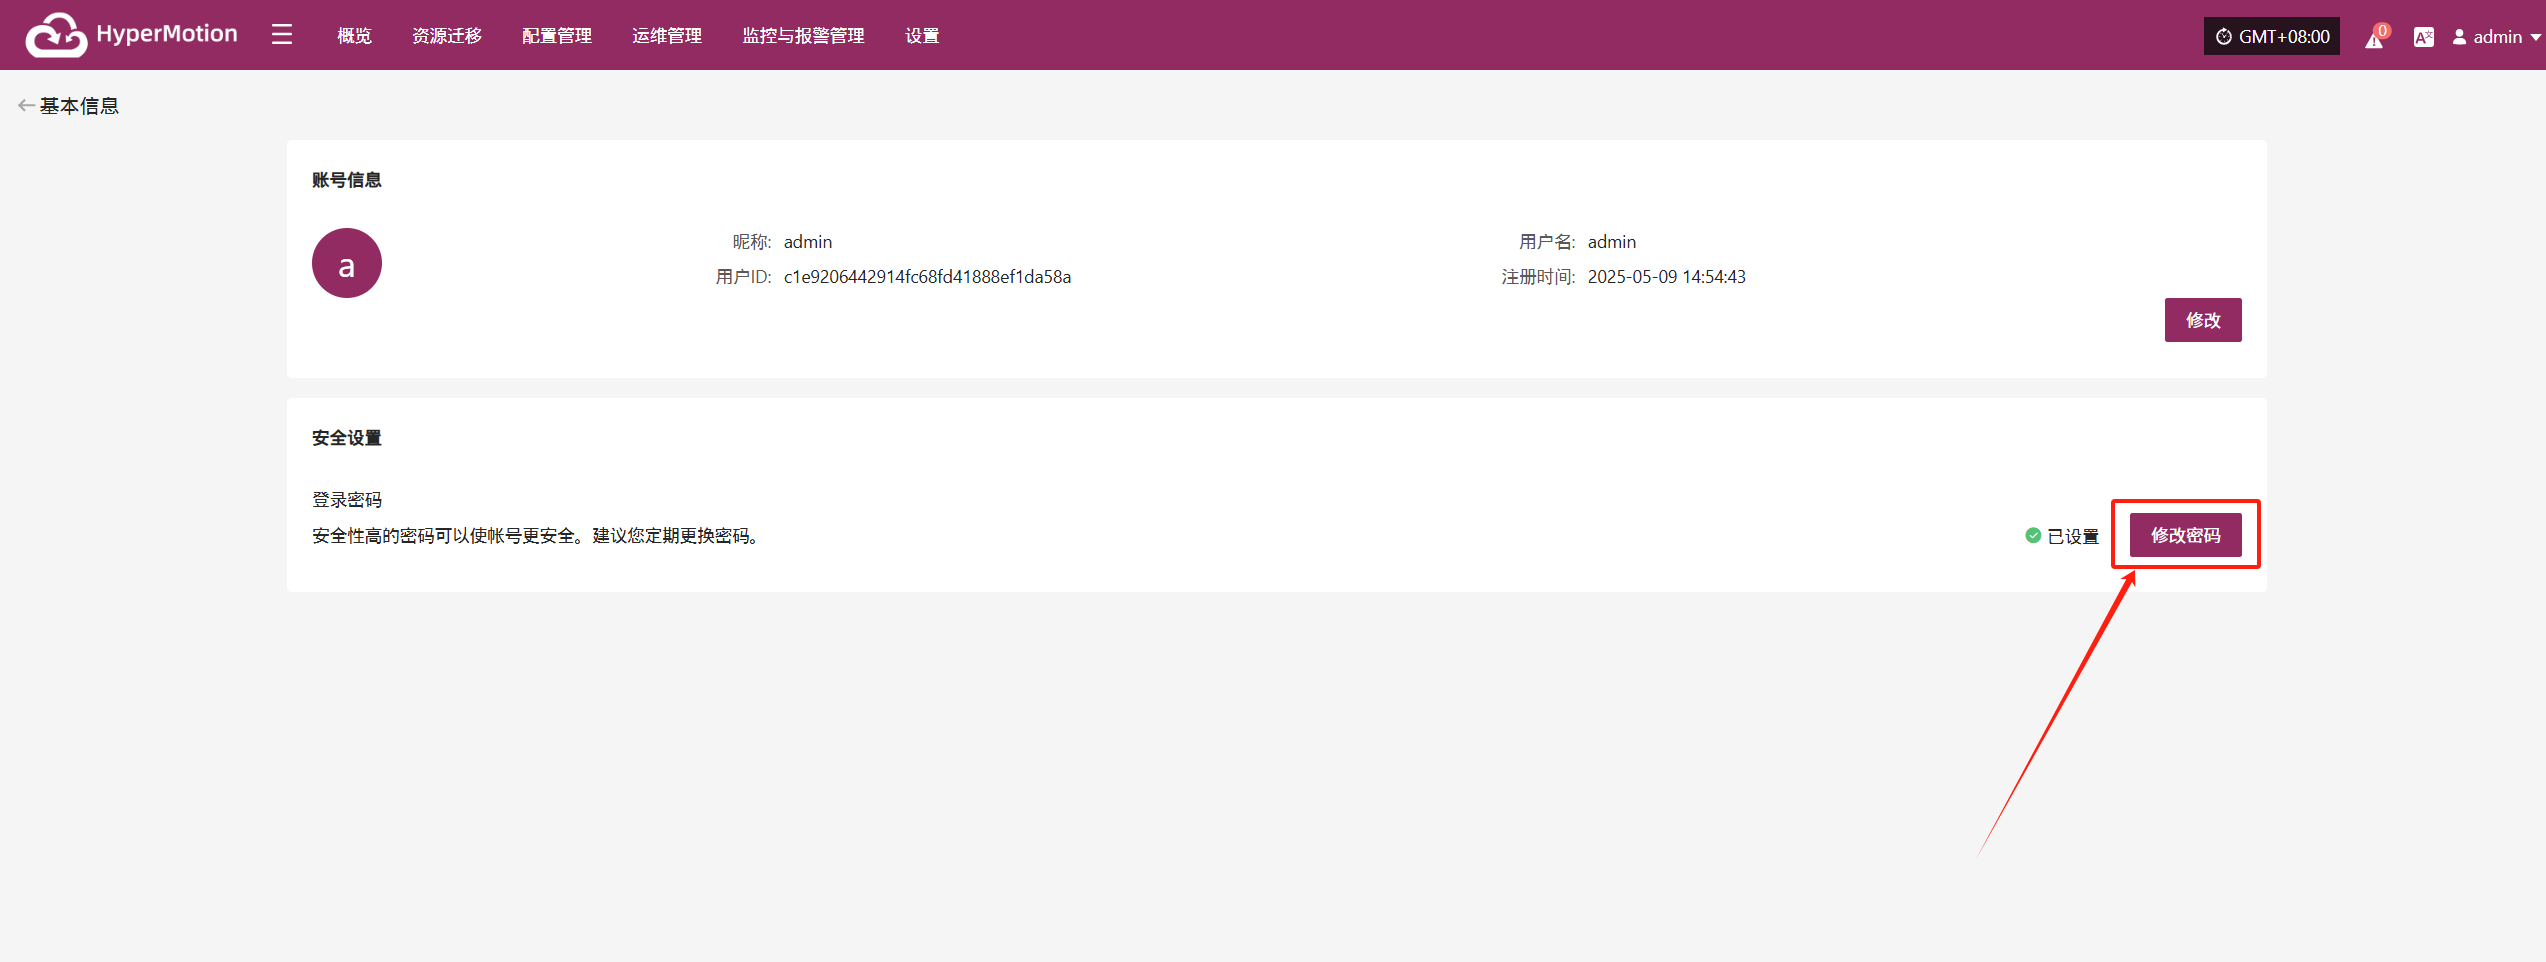 HyperMotion 概览 资源迁移 配置管理 运维管理 监控与报警管理 设置 GMT+08:00 0 A文 admin
基本信息
账号信息
a
昵称: admin 用户名: admin
用户ID: c1e9206442914fc68fd41888ef1da58a 注册时间: 2025-05-09 14:54:43
修改
安全设置
登录密码
安全性高的密码可以使帐号更安全。建议您定期更换密码。 已设置 修改密码